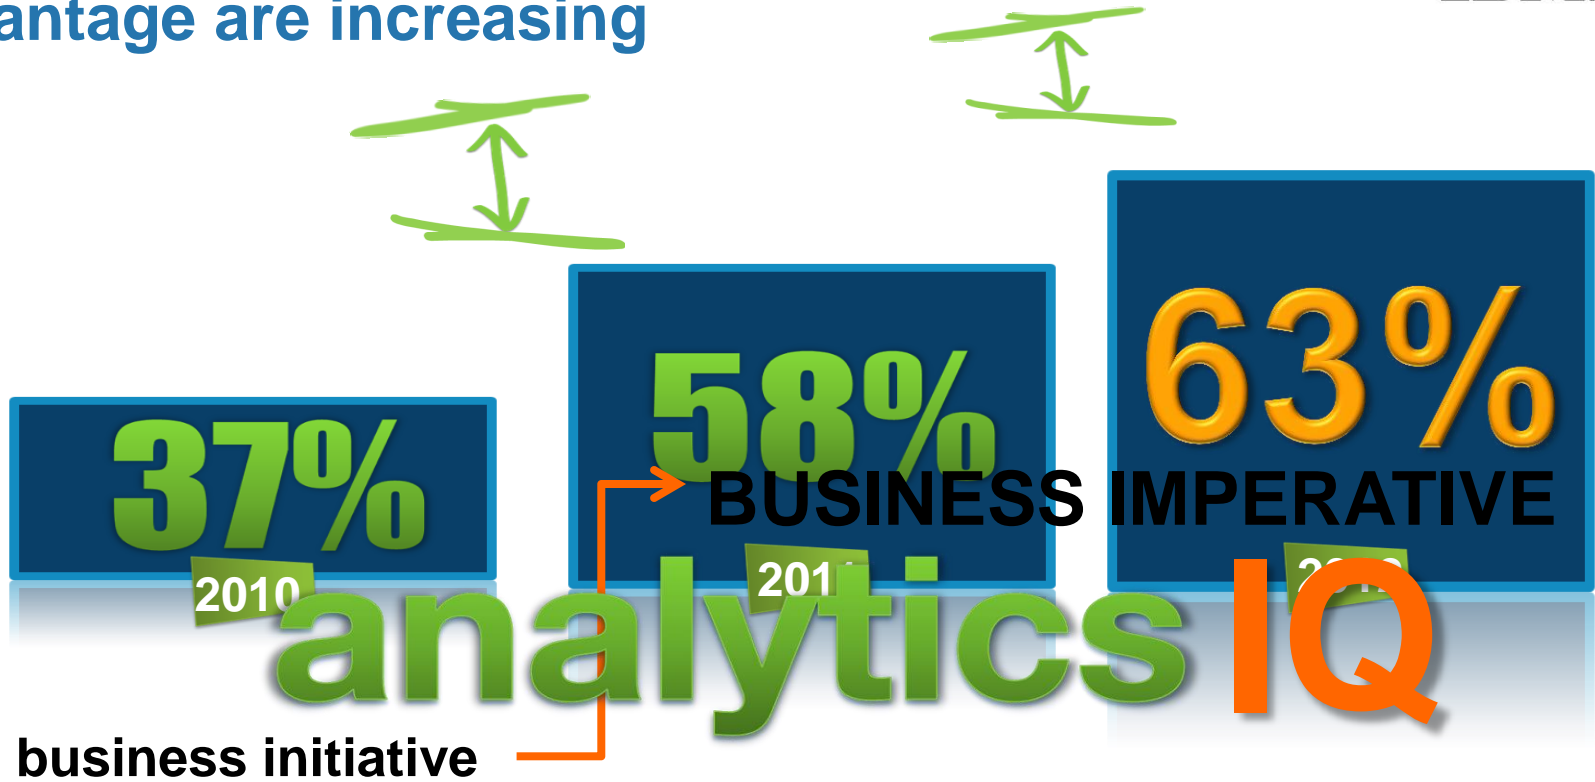 antage are increasing
63%
58%
37%
BUSINESS IMPERATIVE
2010
analytics IQ
business initiative